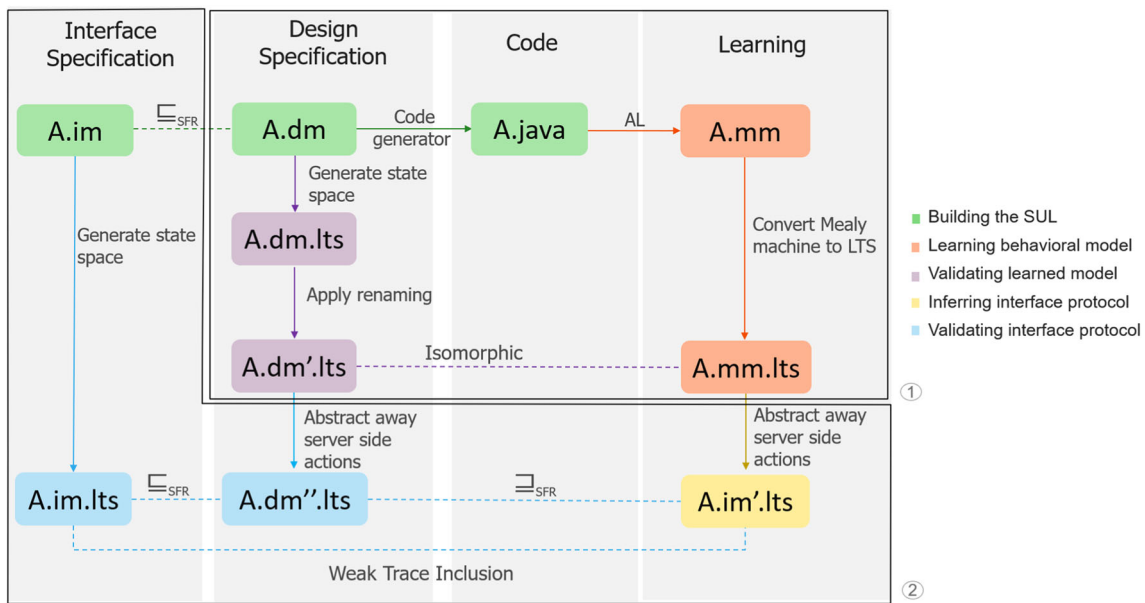 Interface
Specification
Design
Specification
Code
Learning
A.im
⊑SFR
A.dm
Code
generator
A.java
AL
A.mm
Generate state
space
Generate state
space
A.dm.lts
Convert Mealy
machine to LTS
Apply renaming
A.dm'.lts
Isomorphic
A.mm.lts
①
Abstract away
server side
actions
Abstract away
server side
actions
A.im.lts
⊑SFR
A.dm''.lts
⊒SFR
A.im'.lts
Weak Trace Inclusion
②
Building the SUL
Learning behavioral model
Validating learned model
Inferring interface protocol
Validating interface protocol